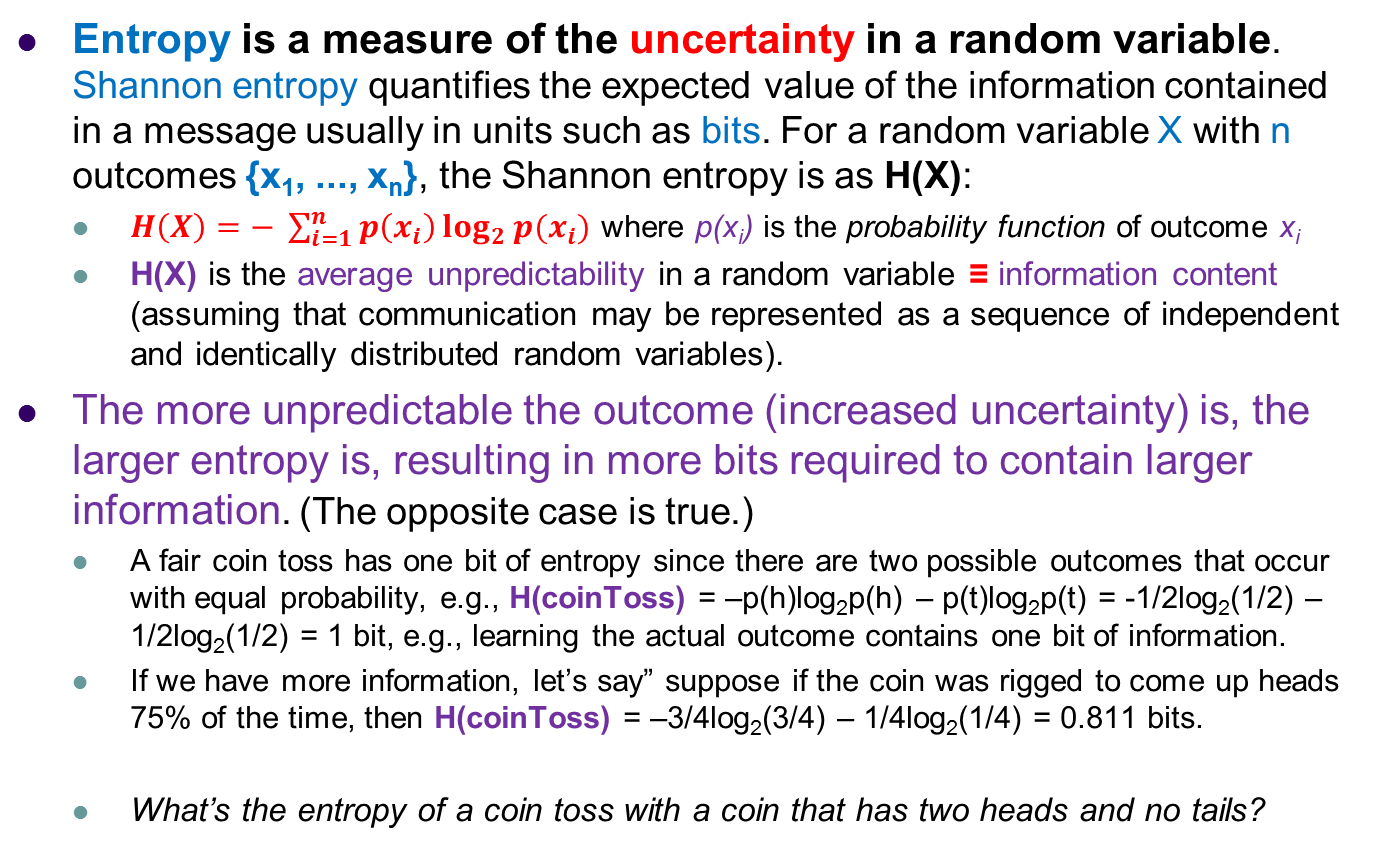 • Entropy is a measure of the uncertainty in a random variable.
Shannon entropy quantifies the expected value of the information contained
in a message usually in units such as bits. For a random variable X with n
outcomes {x₁, ..., xₙ}, the Shannon entropy is as H(X):
• H(X) = − ∑ⁿᵢ₌₁ p(xᵢ) log₂ p(xᵢ) where p(xᵢ) is the probability function of outcome xᵢ
• H(X) is the average unpredictability in a random variable ≡ information content
(assuming that communication may be represented as a sequence of independent
and identically distributed random variables).
• The more unpredictable the outcome (increased uncertainty) is, the
larger entropy is, resulting in more bits required to contain larger
information. (The opposite case is true.)
• A fair coin toss has one bit of entropy since there are two possible outcomes that occur
with equal probability, e.g., H(coinToss) = –p(h)log₂p(h) – p(t)log₂p(t) = -1/2log₂(1/2) –
1/2log₂(1/2) = 1 bit, e.g., learning the actual outcome contains one bit of information.
• If we have more information, let’s say” suppose if the coin was rigged to come up heads
75% of the time, then H(coinToss) = –3/4log₂(3/4) – 1/4log₂(1/4) = 0.811 bits.
• What’s the entropy of a coin toss with a coin that has two heads and no tails?